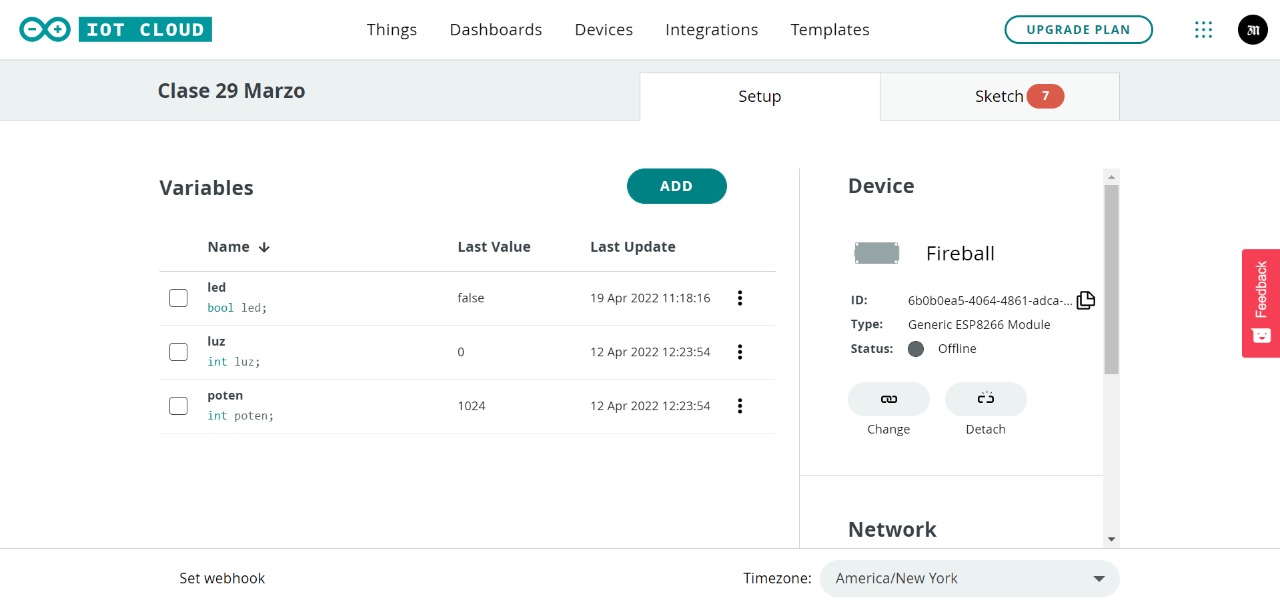 IOT CLOUD
Things Dashboards Devices Integrations Templates UPGRADE PLAN
Clase 29 Marzo
Setup
Sketch 7
Variables
ADD
Name Last Value Last Update
led
bool led;
false
19 Apr 2022 11:18:16
luz
int luz;
0
12 Apr 2022 12:23:54
poten
int poten;
1024
12 Apr 2022 12:23:54
Device
Fireball
ID: 6b0b0ea5-4064-4861-adca-...
Type: Generic ESP8266 Module
Status: Offline
Change
Detach
Network
Feedback
Set webhook
Timezone: America/New York